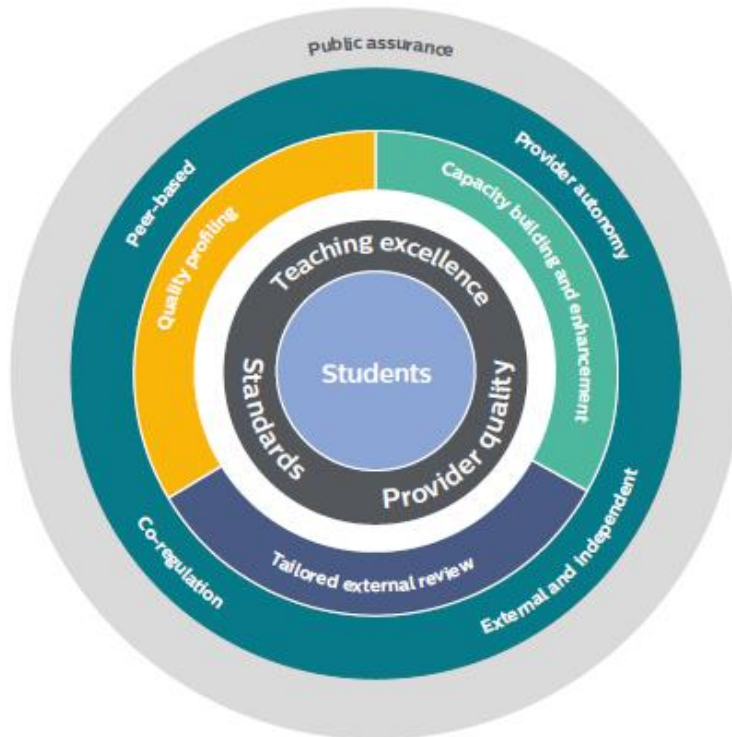 Public assurance
Peer-based
Provider autonomy
Quality profiling
Capacity building and enhancement
Teaching excellence
Students
Standards
Provider quality
Co-regulation
Tailored external review
External and independent